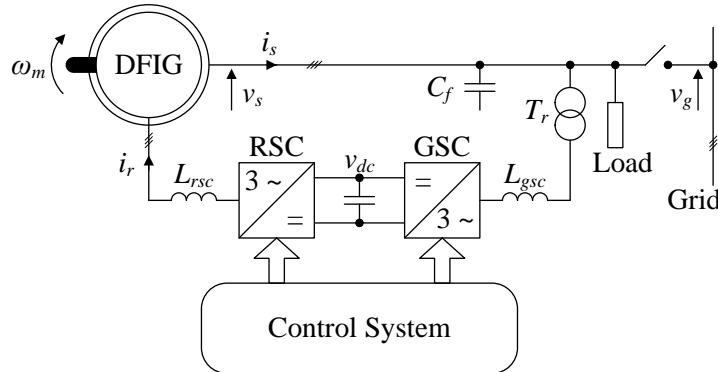 ω_m
DFIG
i_s
v_s
C_f
T_r
v_g
Load
Grid
i_r
L_rsc
RSC
3 ~
=
v_dc
GSC
=
3 ~
L_gsc
Control System